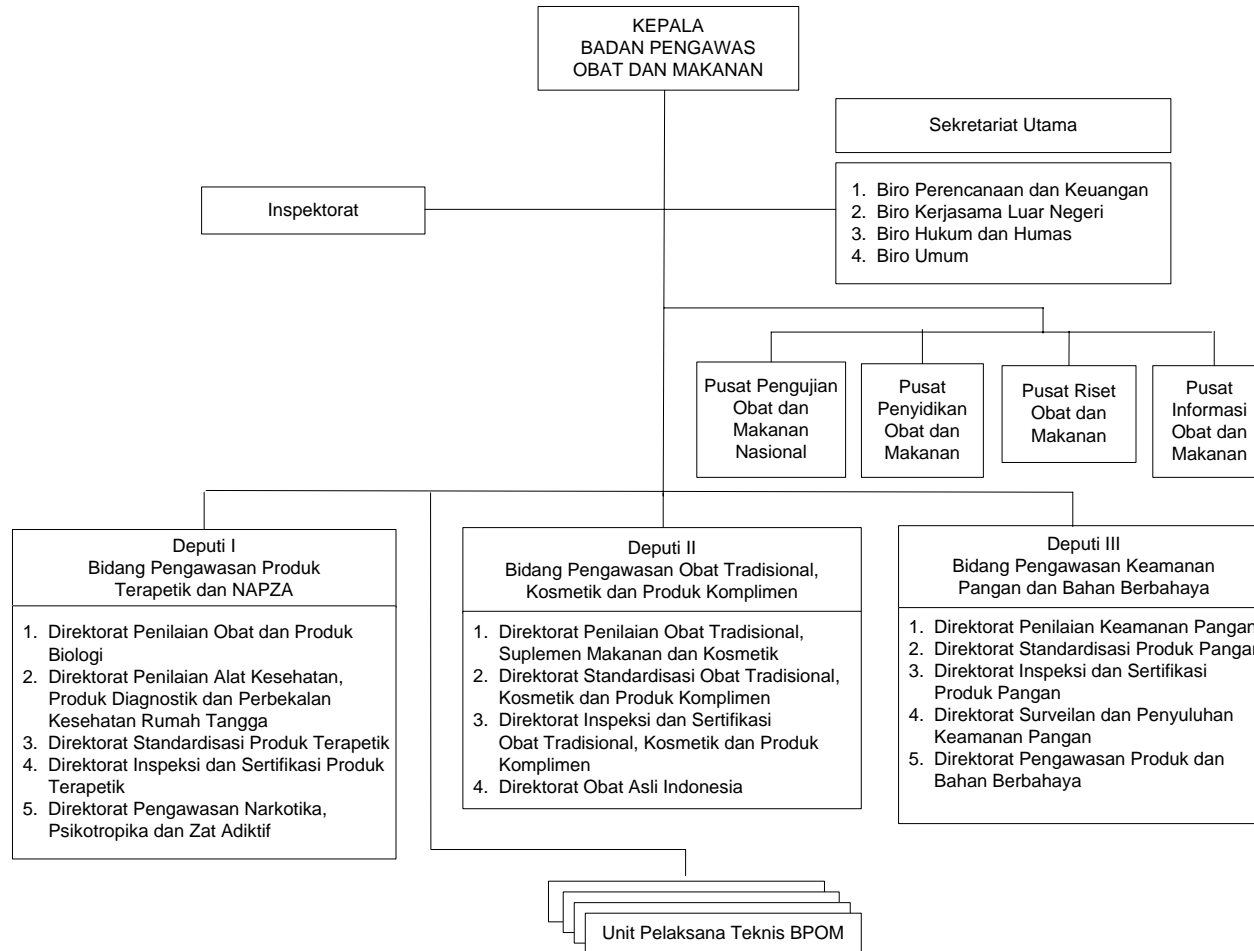 KEPALA
BADAN PENGAWAS
OBAT DAN MAKANAN
Sekretariat Utama
Inspektorat
1. Biro Perencanaan dan Keuangan
2. Biro Kerjasama Luar Negeri
3. Biro Hukum dan Humas
4. Biro Umum
Pusat Pengujian
Obat dan
Makanan
Nasional
Pusat
Penyidikan
Obat dan
Makanan
Pusat Riset
Obat dan
Makanan
Pusat
Informasi
Obat dan
Makanan
Deputi I
Bidang Pengawasan Produk
Terapetik dan NAPZA
1. Direktorat Penilaian Obat dan Produk
Biologi
2. Direktorat Penilaian Alat Kesehatan,
Produk Diagnostik dan Perbekalan
Kesehatan Rumah Tangga
3. Direktorat Standardisasi Produk Terapetik
4. Direktorat Inspeksi dan Sertifikasi Produk
Terapetik
5. Direktorat Pengawasan Narkotika,
Psikotropika dan Zat Adiktif
Deputi II
Bidang Pengawasan Obat Tradisional,
Kosmetik dan Produk Komplimen
1. Direktorat Penilaian Obat Tradisional,
Suplemen Makanan dan Kosmetik
2. Direktorat Standardisasi Obat Tradisional,
Kosmetik dan Produk Komplimen
3. Direktorat Inspeksi dan Sertifikasi
Obat Tradisional, Kosmetik dan Produk
Komplimen
4. Direktorat Obat Asli Indonesia
Deputi III
Bidang Pengawasan Keamanan
Pangan dan Bahan Berbahaya
1. Direktorat Penilaian Keamanan Pangan
2. Direktorat Standardisasi Produk Pangan
3. Direktorat Inspeksi dan Sertifikasi
Produk Pangan
4. Direktorat Surveilan dan Penyuluhan
Keamanan Pangan
5. Direktorat Pengawasan Produk dan
Bahan Berbahaya
Unit Pelaksana Teknis BPOM